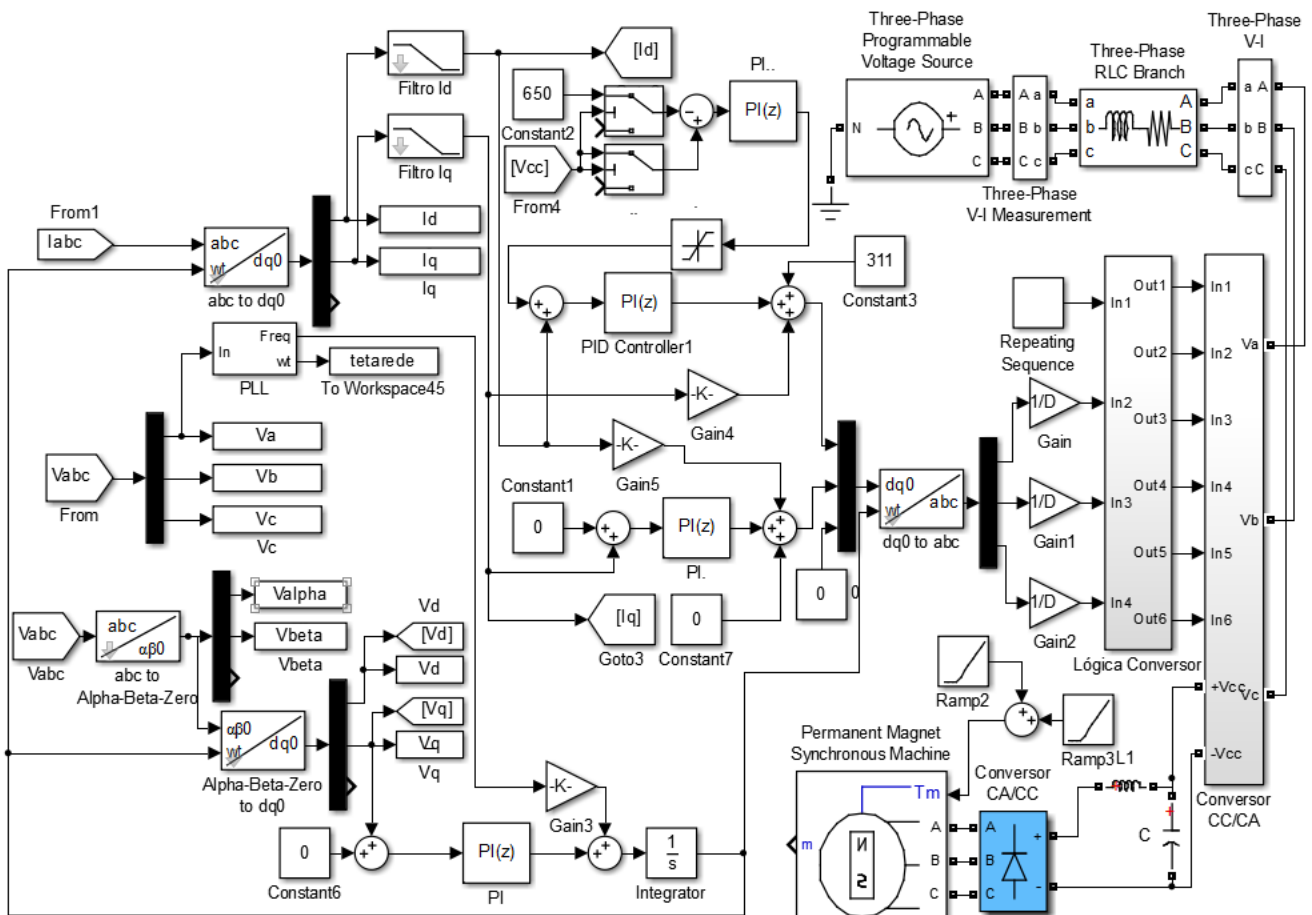 Filtro Id
[Id]
650
Constant2
PI..
PI(z)
Three-Phase
Programmable
Voltage Source
N
+
A
B
C
A a
B b
C c
Three-Phase
V-I Measurement
Three-Phase
RLC Branch
a
b
c
A
B
C
Three-Phase
V-I
a A
b B
c C
Filtro Iq
[Vcc]
From4
From1
Iabc
abc
wt
dq0
abc to dq0
Id
Iq
Iq
311
Constant3
PI(z)
PID Controller1
Freq
In
wt
PLL
tetarede
To Workspace45
-K-
Gain4
-K-
Gain5
Vabc
From
Va
Vb
Vc
Vc
Constant1
0
PI(z)
PI.
[Iq]
Goto3
0
Constant7
0
0
dq0
wt
abc
dq0 to abc
Repeating
Sequence
1/D
Gain
1/D
Gain1
1/D
Gain2
In1
In2
In3
In4
Out1
Out2
Out3
Out4
Out5
Out6
Lógica Conversor
In1
In2
In3
In4
In5
In6
+Vcc
-Vcc
Va
Vb
Vc
Conversor
CC/CA
Vabc
Vabc
abc
αβ0
abc to
Alpha-Beta-Zero
Valpha
Vbeta
Vbeta
Vd
[Vd]
Vd
[Vq]
Vq
Vq
αβ0
wt
dq0
Alpha-Beta-Zero
to dq0
0
Constant6
PI(z)
PI
-K-
Gain3
1
s
Integrator
Ramp2
Ramp3
L1
Permanent Magnet
Synchronous Machine
Tm
m
N
S
A
B
C
Conversor
CA/CC
A
B
C
+
-
+
C